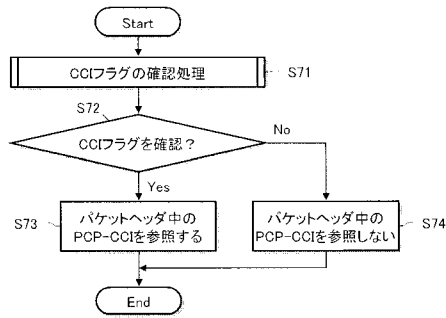 Start
CCIフラグの確認処理
S71
S72
CCIフラグを確認?
No
Yes
S73
パケットヘッダ中の
PCP-CCIを参照する
パケットヘッダ中の
PCP-CCIを参照しない
S74
End